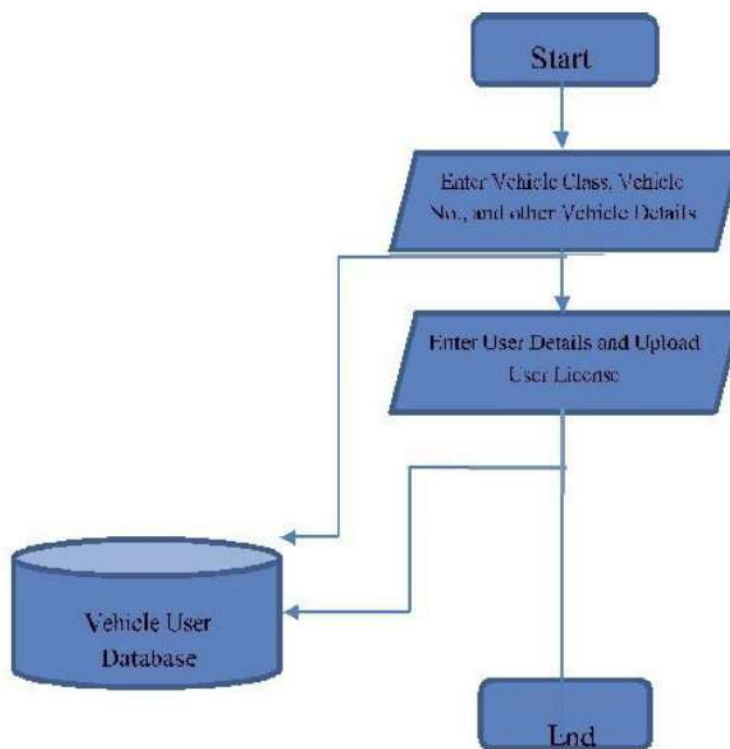 Start
Enter Vehicle Class, Vehicle
No., and other Vehicle Details
Enter User Details and Upload
User License
Vehicle User
Database
End